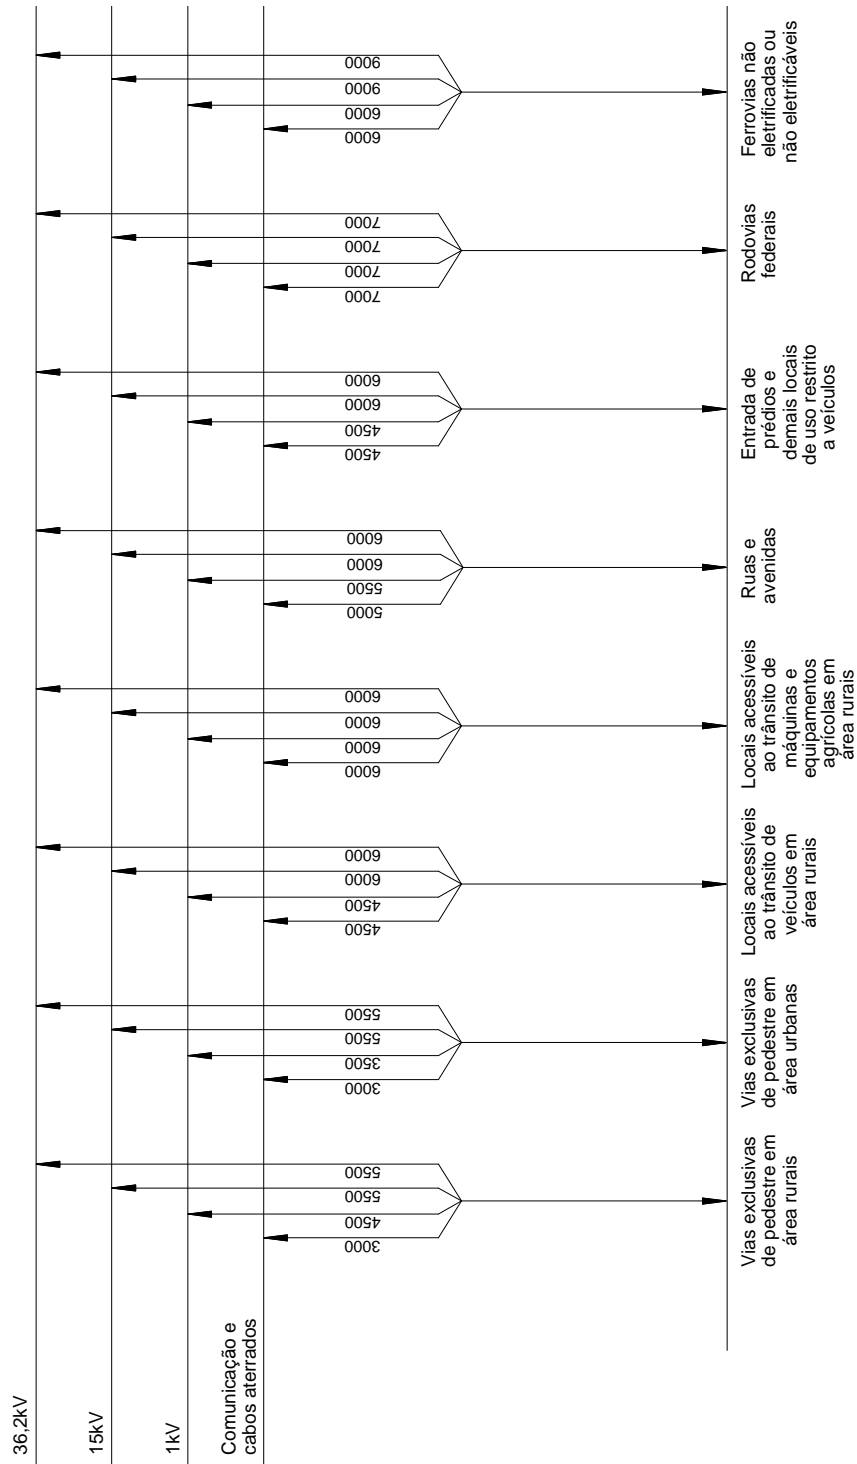 36,2kV
15kV
1kV
Comunicação e
cabos aterrados
5500
5500
4500
3000
Vias exclusivas
de pedestre em
área rurais
5500
5500
3500
3000
Vias exclusivas
de pedestre em
área urbanas
6000
6000
4500
4500
Locais acessíveis
ao trânsito de
veículos em
área rurais
6000
6000
6000
6000
Locais acessíveis
ao trânsito de
máquinas e
equipamentos
agrícolas em
área rurais
6000
6000
5500
5000
Ruas e
avenidas
6000
6000
4500
4500
Entrada de
prédios e
demais locais
de uso restrito
a veículos
7000
7000
7000
7000
Rodovias
federais
9000
9000
6000
6000
Ferrovias não
eletrificadas ou
não eletrificáveis